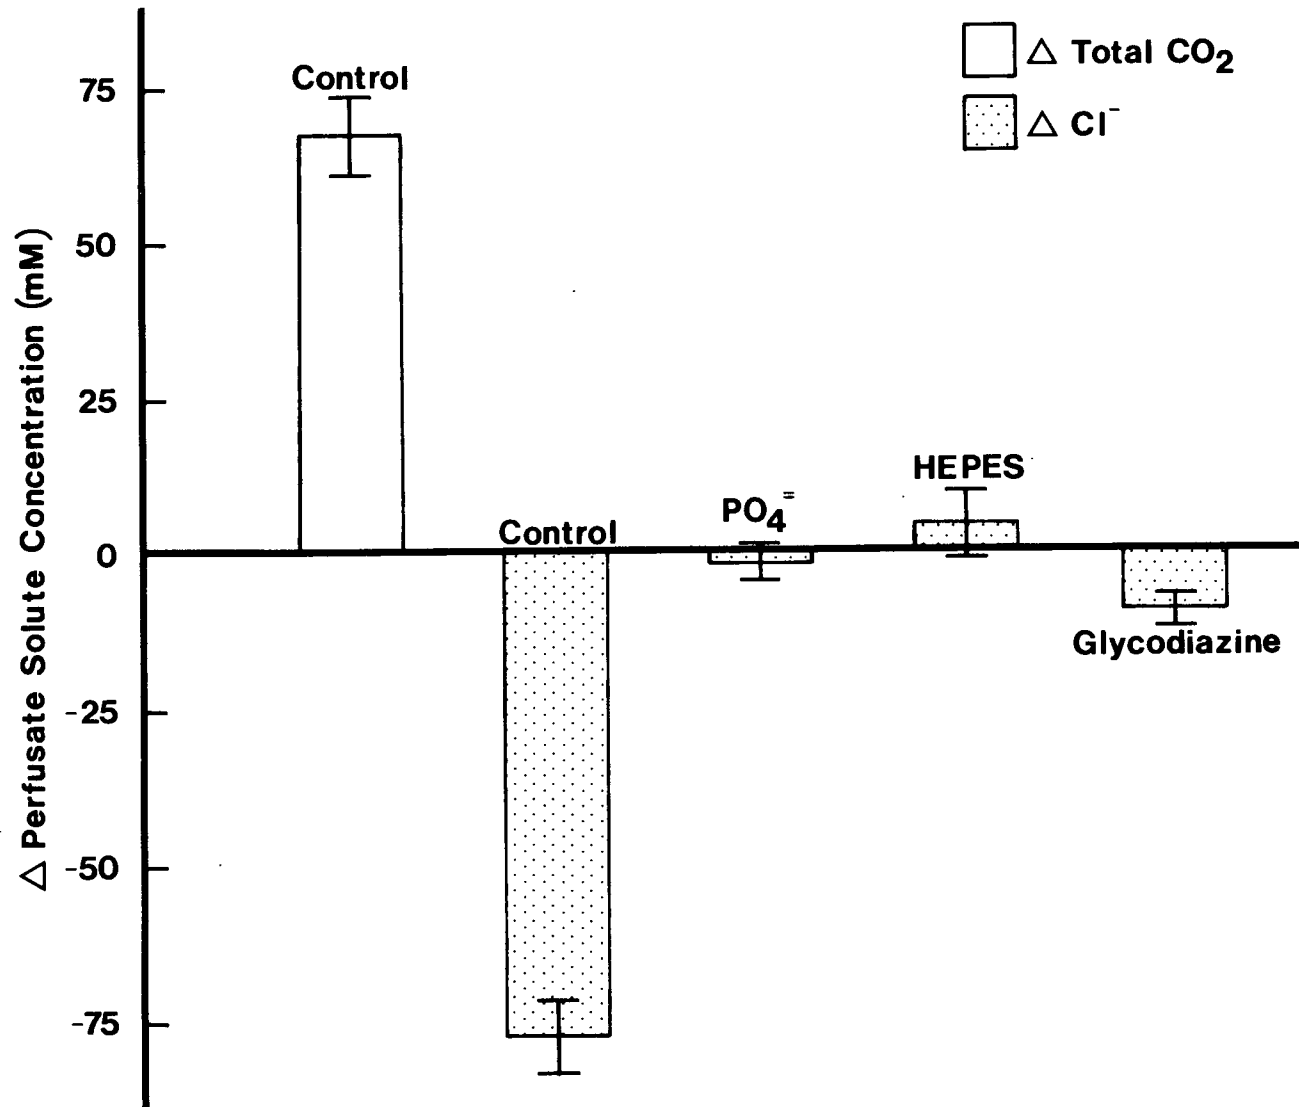 △ Total CO₂
△ Cl⁻
Control
75
50
25
0
-25
-50
-75
△ Perfusate Solute Concentration (mM)
Control
PO₄⁼
HEPES
Glycodiazine